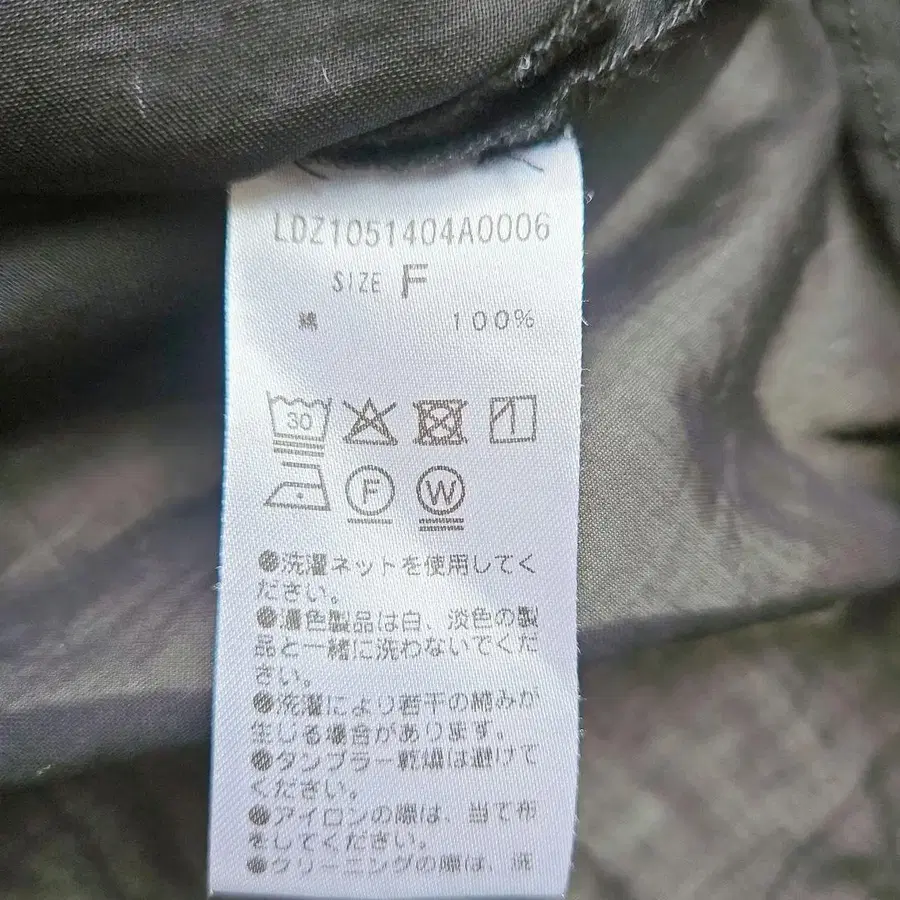 LDZ1051404A0006
SIZE F
綿 100%
30
F W
●洗濯ネットを使用してく
ださい。
●濃色製品は白、淡色の製
品と一緒に洗わないでくだ
さい。
●洗濯により若干の縮みが
生じる場合があります。
●タンブラー乾燥は避けて
ください。
●アイロンの際は、当て布
をしてください。
●クリーニングの際は、洗